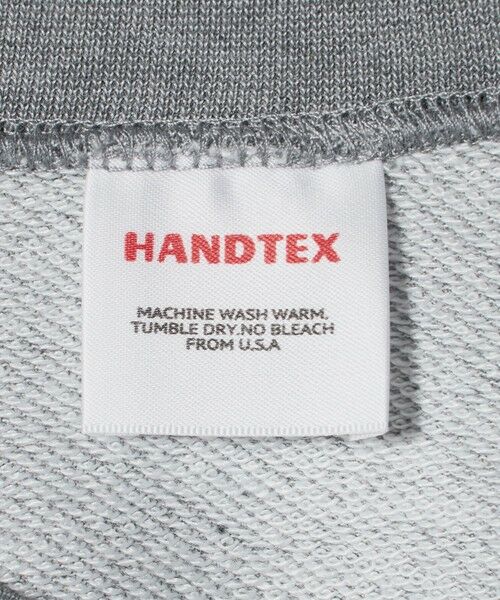 HANDTEX
MACHINE WASH WARM.
TUMBLE DRY.NO BLEACH
FROM U.S.A